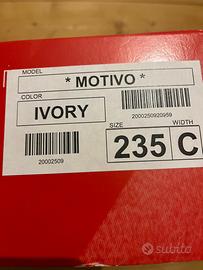 MODEL
* MOTIVO *
COLOR
IVORY
2000250920959
SIZE
WIDTH
235
C
20002509
subito